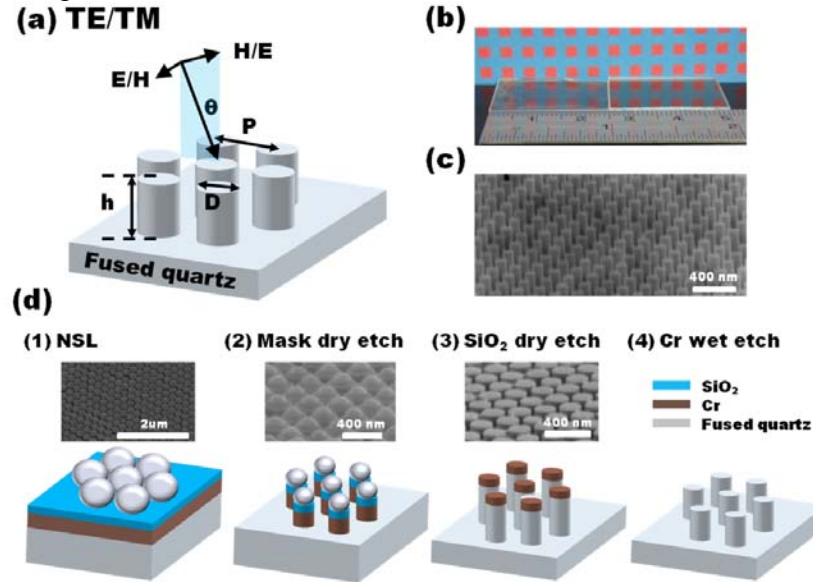 (a) TE/TM
H/E
E/H
θ
P
h
D
Fused quartz
(b)
(c)
400 nm
(d)
(1) NSL
(2) Mask dry etch
(3) SiO₂ dry etch
(4) Cr wet etch
2um
400 nm
400 nm
SiO₂
Cr
Fused quartz